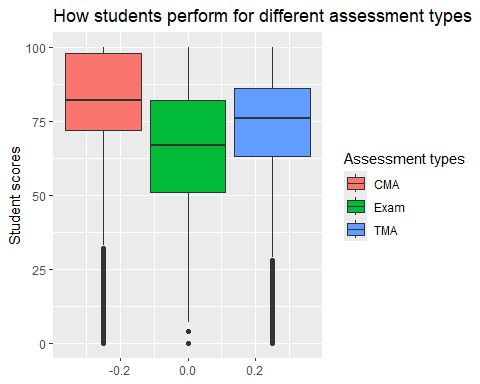 How students perform for different assessment types
Student scores
100
75
50
25
0
-0.2
0.0
0.2
Assessment types
CMA
Exam
TMA